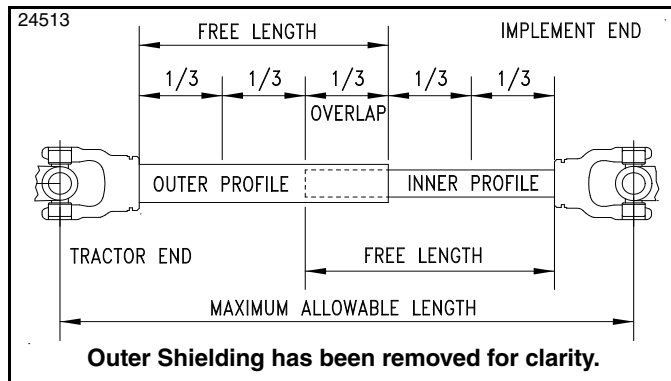 24513
FREE LENGTH
IMPLEMENT END
1/3 1/3 1/3 1/3 1/3
OVERLAP
OUTER PROFILE INNER PROFILE
TRACTOR END
FREE LENGTH
MAXIMUM ALLOWABLE LENGTH
Outer Shielding has been removed for clarity.